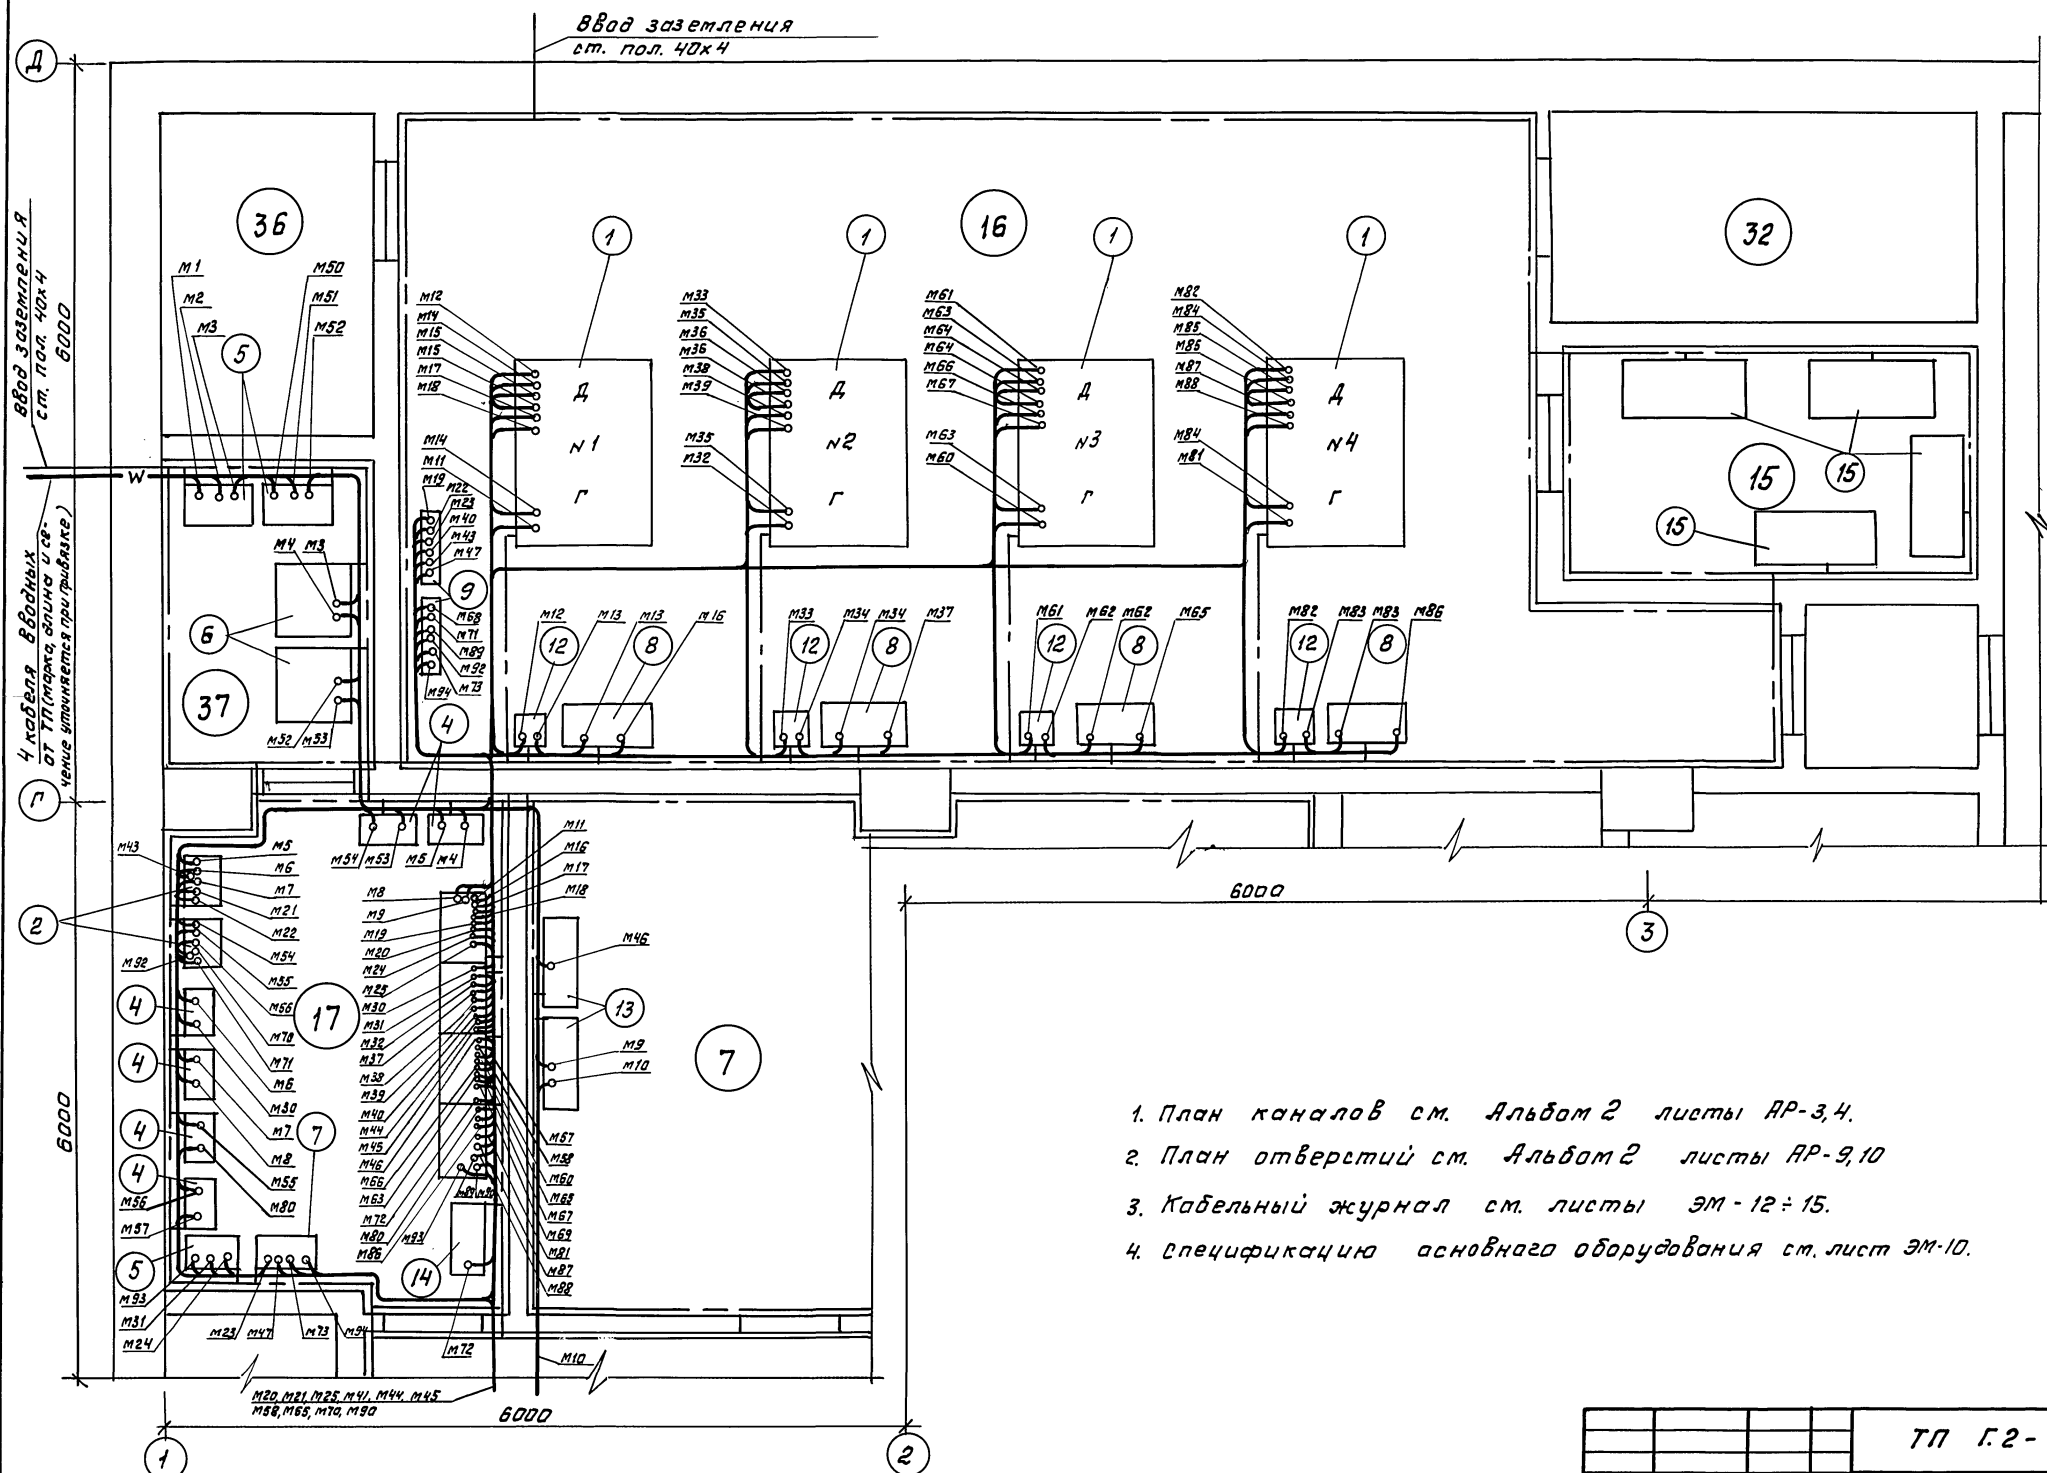 Ввод заземления
ст. пол. 40х4
Д
Ввод заземления
ст. пол. 40х4
6000
36
16
32
1
1
1
1
М1
М2
М3
5
М50
М51
М52
М12
М14
М15
М15
М17
М18
М14
М11
М33
М35
М36
М36
М38
М39
М35
М32
М61
М63
М64
М64
М66
М67
М63
М60
М82
М84
М85
М85
М87
М88
М84
М81
Д
N1
Г
Д
N2
Г
Д
N3
Г
Д
N4
Г
15
15
15
W
4 кабеля вводных
от ТП (марка, длина и се-
чение уточняется при привязке)
М4
М3
6
37
М52
М53
М19
М22
М23
М40
М43
М47
9
М68
М71
М89
М92
М73
М94
4
М12
М13
М13
М16
12
8
М33
М34
М34
М37
12
8
М61
М62
М62
М65
12
8
М82
М83
М83
М86
12
8
Г
М54
М53
М5
М4
М43
М5
М6
М7
М21
М22
2
М54
М92
М55
М66
М70
М71
М6
М30
М7
М8
М55
М80
4
4
4
4
М56
М57
17
7
5
М93
М31
М24
М23
М47
М73
М94
М8
М9
М19
М20
М24
М25
М30
М31
М32
М37
М38
М39
М40
М44
М45
М46
М66
М63
М72
М80
М86
М93
М89
М90
М11
М16
М17
М18
М46
13
М9
М10
7
М57
М58
М60
М65
М67
М69
М81
М87
М88
14
М72
М10
М20, М21, М25, М41, М44, М45
М58, М65, М70, М90
6000
6000
6000
1
2
3
1. План каналов см. Альбом 2 листы АР-3,4.
2. План отверстий см. Альбом 2 листы АР-9,10
3. Кабельный журнал см. листы ЭМ-12÷15.
4. Спецификацию основного оборудования см. лист ЭМ-10.
ТП Г.2-